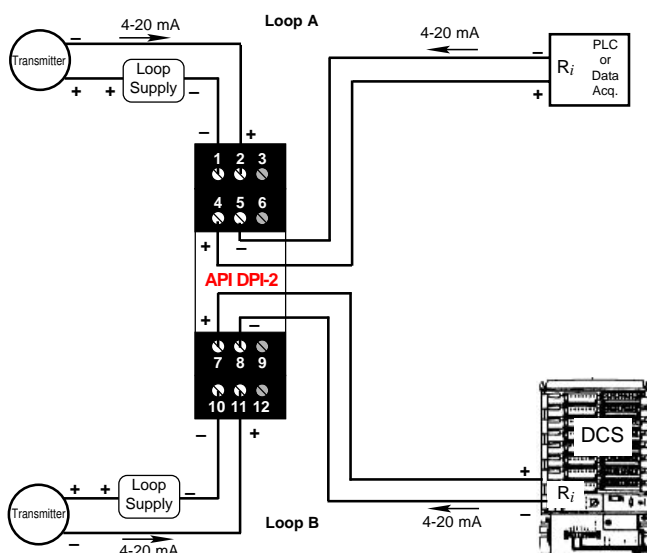 4-20 mA
Loop A
4-20 mA
–
–
Transmitter
Loop
Supply
+ + –
Ri
PLC
or
Data
Acq.
+
– +
1 2 3
4 5 6
+ –
API DPI-2
+ –
7 8 9
10 11 12
– +
DCS
+
Ri
–
4-20 mA
+ + –
Loop
Supply
Transmitter
–
4-20 mA
Loop B